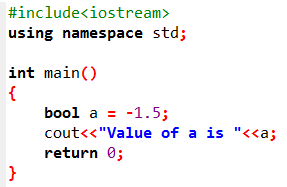 #include<iostream>
using namespace std;

int main()
{
    bool a = -1.5;
    cout<<"Value of a is "<<a;
    return 0;
}